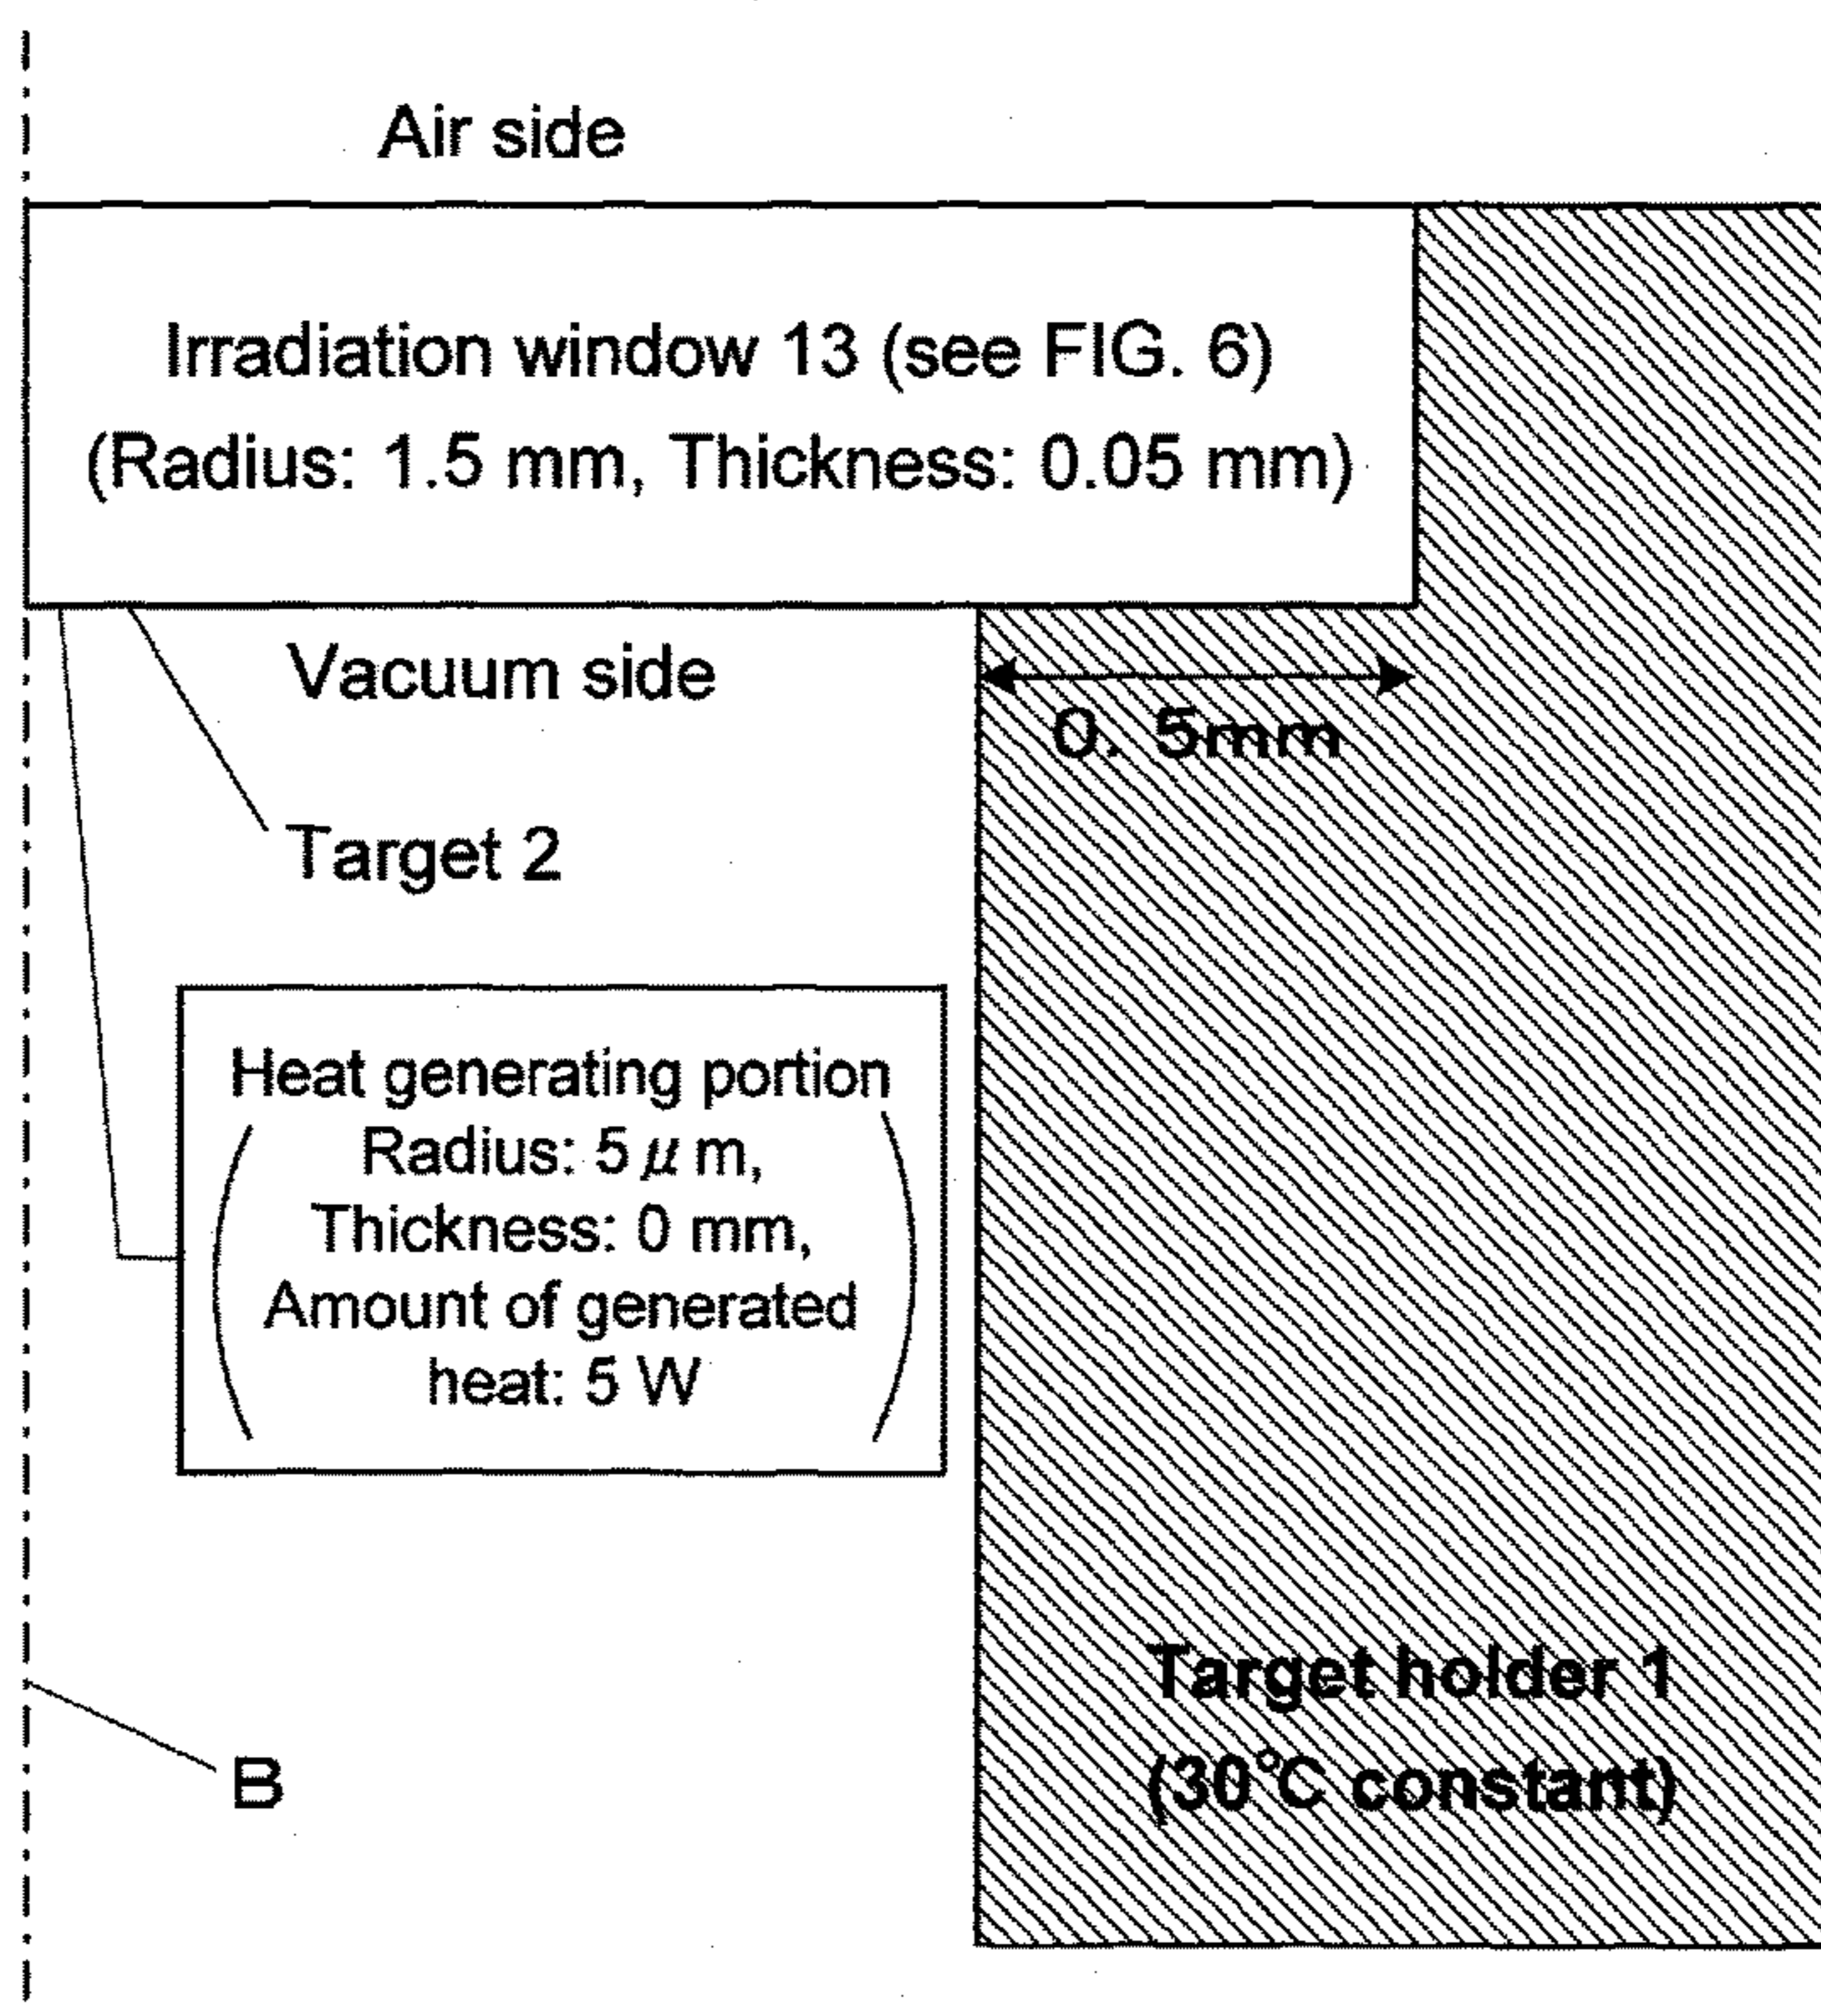 Air side
Irradiation window 13 (see FIG. 6)
(Radius: 1.5 mm, Thickness: 0.05 mm)
Vacuum side
0. 5mm
Target 2
Heat generating portion
Radius: 5 μ m,
Thickness: 0 mm,
Amount of generated
heat: 5 W
Target holder 1
(30°C constant)
B